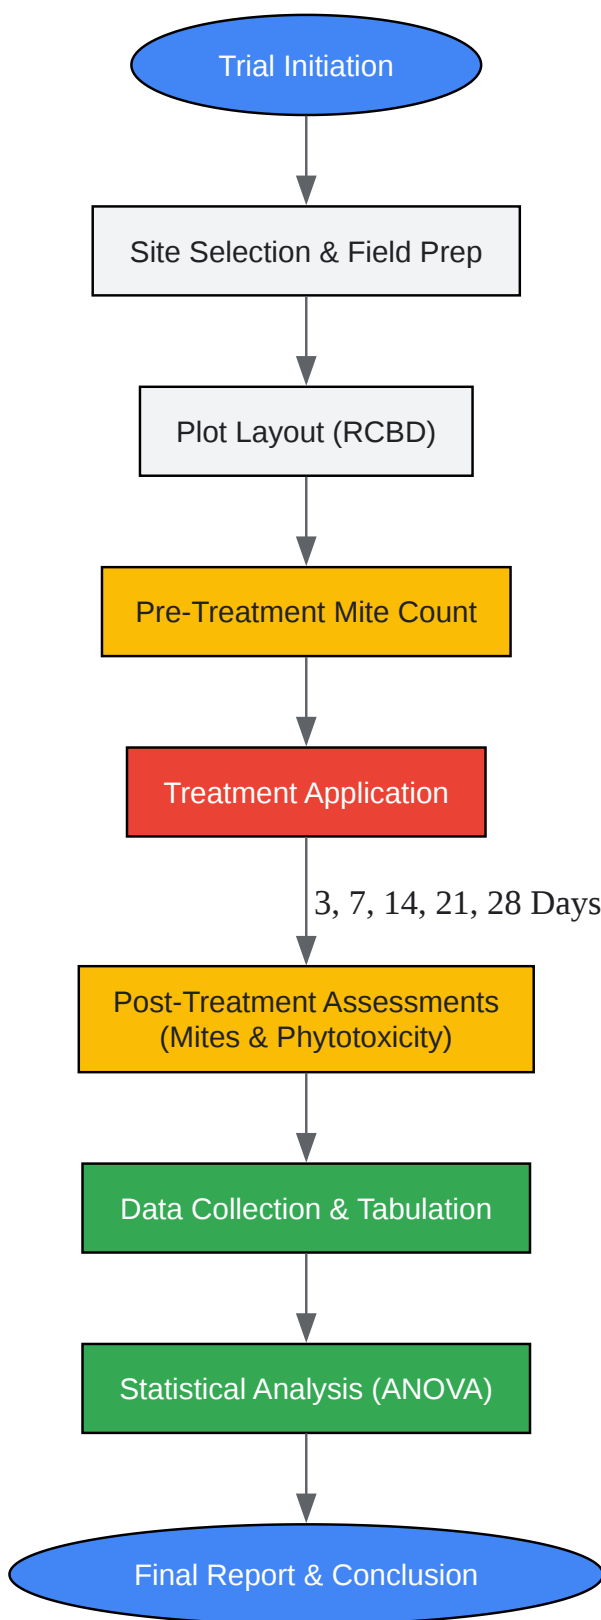 Trial Initiation
Site Selection & Field Prep
Plot Layout (RCBD)
Pre-Treatment Mite Count
Treatment Application
3, 7, 14, 21, 28 Days
Post-Treatment Assessments
(Mites & Phytotoxicity)
Data Collection & Tabulation
Statistical Analysis (ANOVA)
Final Report & Conclusion